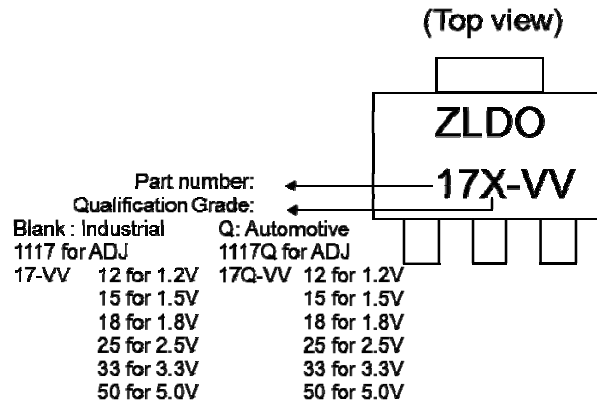 (Top view)
ZLDO
17X-VV
Part number:
Qualification Grade:
Blank : Industrial Q: Automotive
1117 for ADJ 1117Q for ADJ
17-VV 12 for 1.2V 17Q-VV 12 for 1.2V
15 for 1.5V 15 for 1.5V
18 for 1.8V 18 for 1.8V
25 for 2.5V 25 for 2.5V
33 for 3.3V 33 for 3.3V
50 for 5.0V 50 for 5.0V